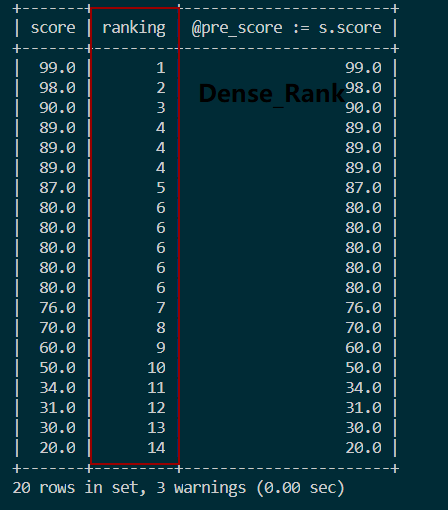 +-------+---------+----------------------+
| score | ranking | @pre_score := s.score |
+-------+---------+----------------------+
| 99.0 | 1 | 99.0 |
| 98.0 | 2 | 98.0 |
Dense_Rank
| 90.0 | 3 | 90.0 |
| 89.0 | 4 | 89.0 |
| 89.0 | 4 | 89.0 |
| 89.0 | 4 | 89.0 |
| 87.0 | 5 | 87.0 |
| 80.0 | 6 | 80.0 |
| 80.0 | 6 | 80.0 |
| 80.0 | 6 | 80.0 |
| 80.0 | 6 | 80.0 |
| 80.0 | 6 | 80.0 |
| 76.0 | 7 | 76.0 |
| 70.0 | 8 | 70.0 |
| 60.0 | 9 | 60.0 |
| 50.0 | 10 | 50.0 |
| 34.0 | 11 | 34.0 |
| 31.0 | 12 | 31.0 |
| 30.0 | 13 | 30.0 |
| 20.0 | 14 | 20.0 |
+-------+---------+----------------------+
20 rows in set, 3 warnings (0.00 sec)